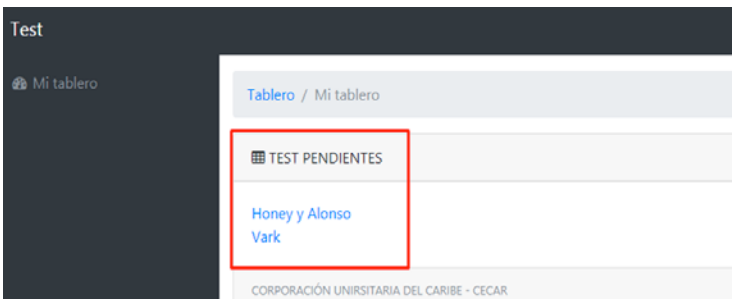 Test
Mi tablero
Tablero / Mi tablero
TEST PENDIENTES
Honey y Alonso
Vark
CORPORACIÓN UNIRSITARIA DEL CARIBE - CECAR